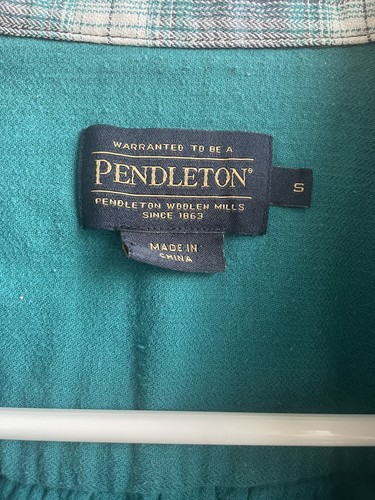 WARRANTED TO BE A
PENDLETON®
PENDLETON WOOLEN MILLS
SINCE 1863
S
MADE IN
CHINA